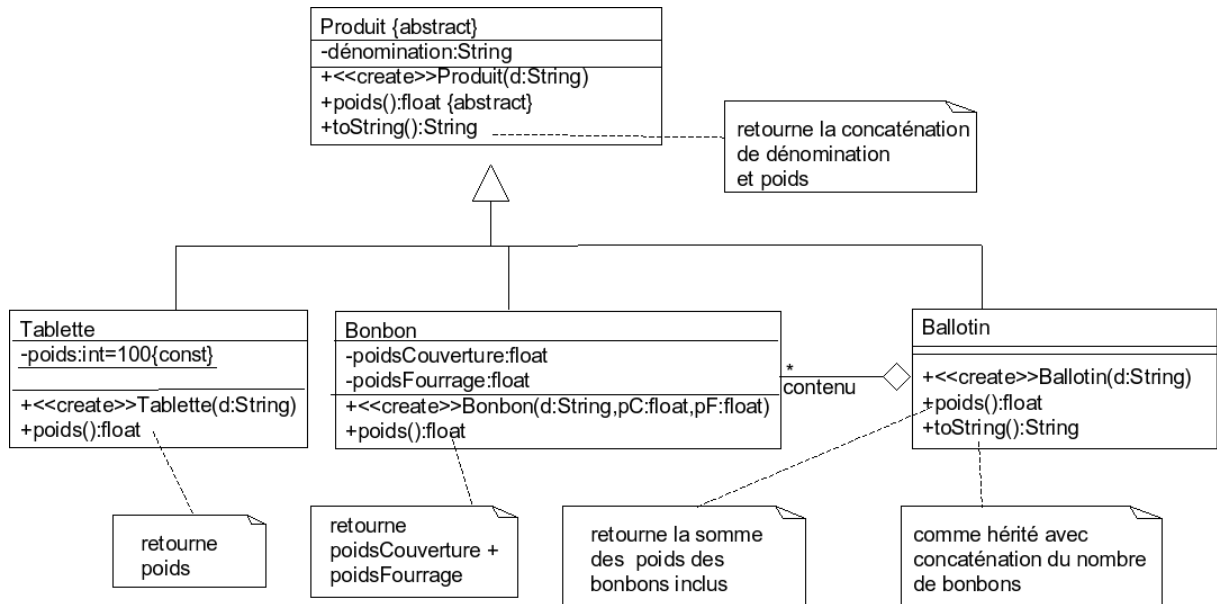 Produit {abstract}
-dénomination:String
+<<create>>Produit(d:String)
+poids():float {abstract}
+toString():String
retourne la concaténation
de dénomination
et poids
Tablette
-poids:int=100{const}
+<<create>>Tablette(d:String)
+poids():float
Bonbon
-poidsCouverture:float
-poidsFourrage:float
+<<create>>Bonbon(d:String,pC:float,pF:float)
+poids():float
*
contenu
Ballotin
+<<create>>Ballotin(d:String)
+poids():float
+toString():String
retourne
poids
retourne
poidsCouverture +
poidsFourrage
retourne la somme
des poids des
bonbons inclus
comme hérité avec
concaténation du nombre
de bonbons